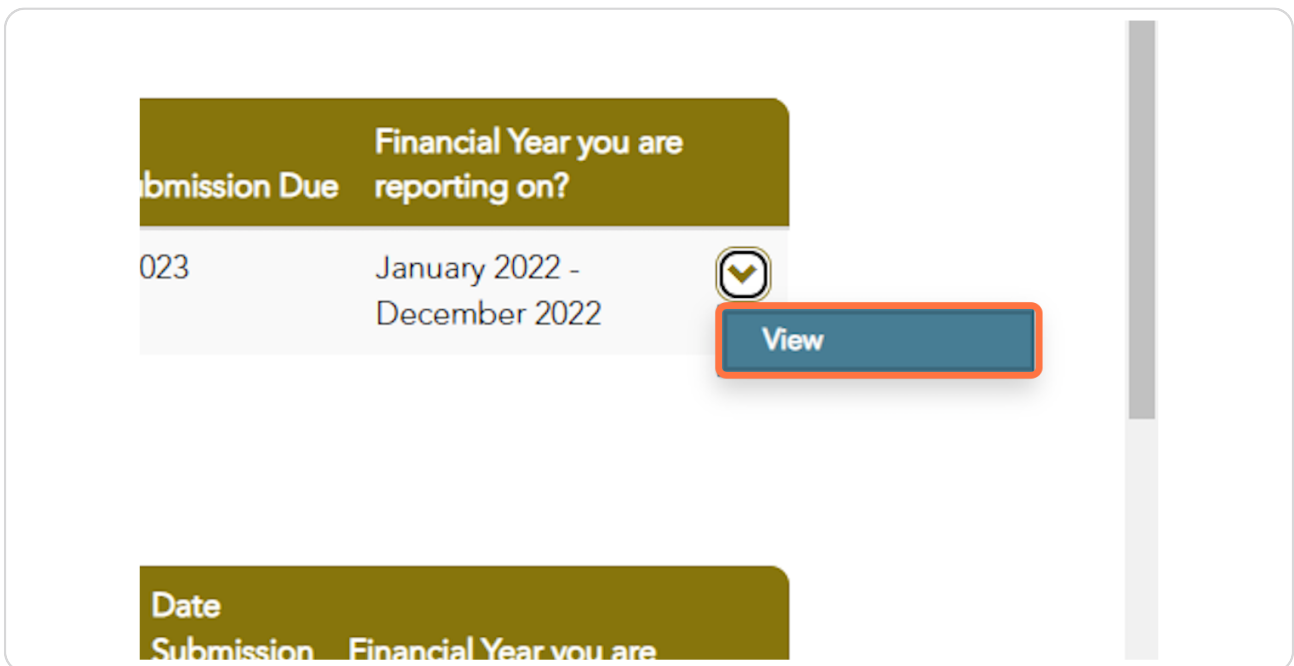 Financial Year you are
bmission Due reporting on?
023 January 2022 -
December 2022
View
Date
Submission Financial Year you are